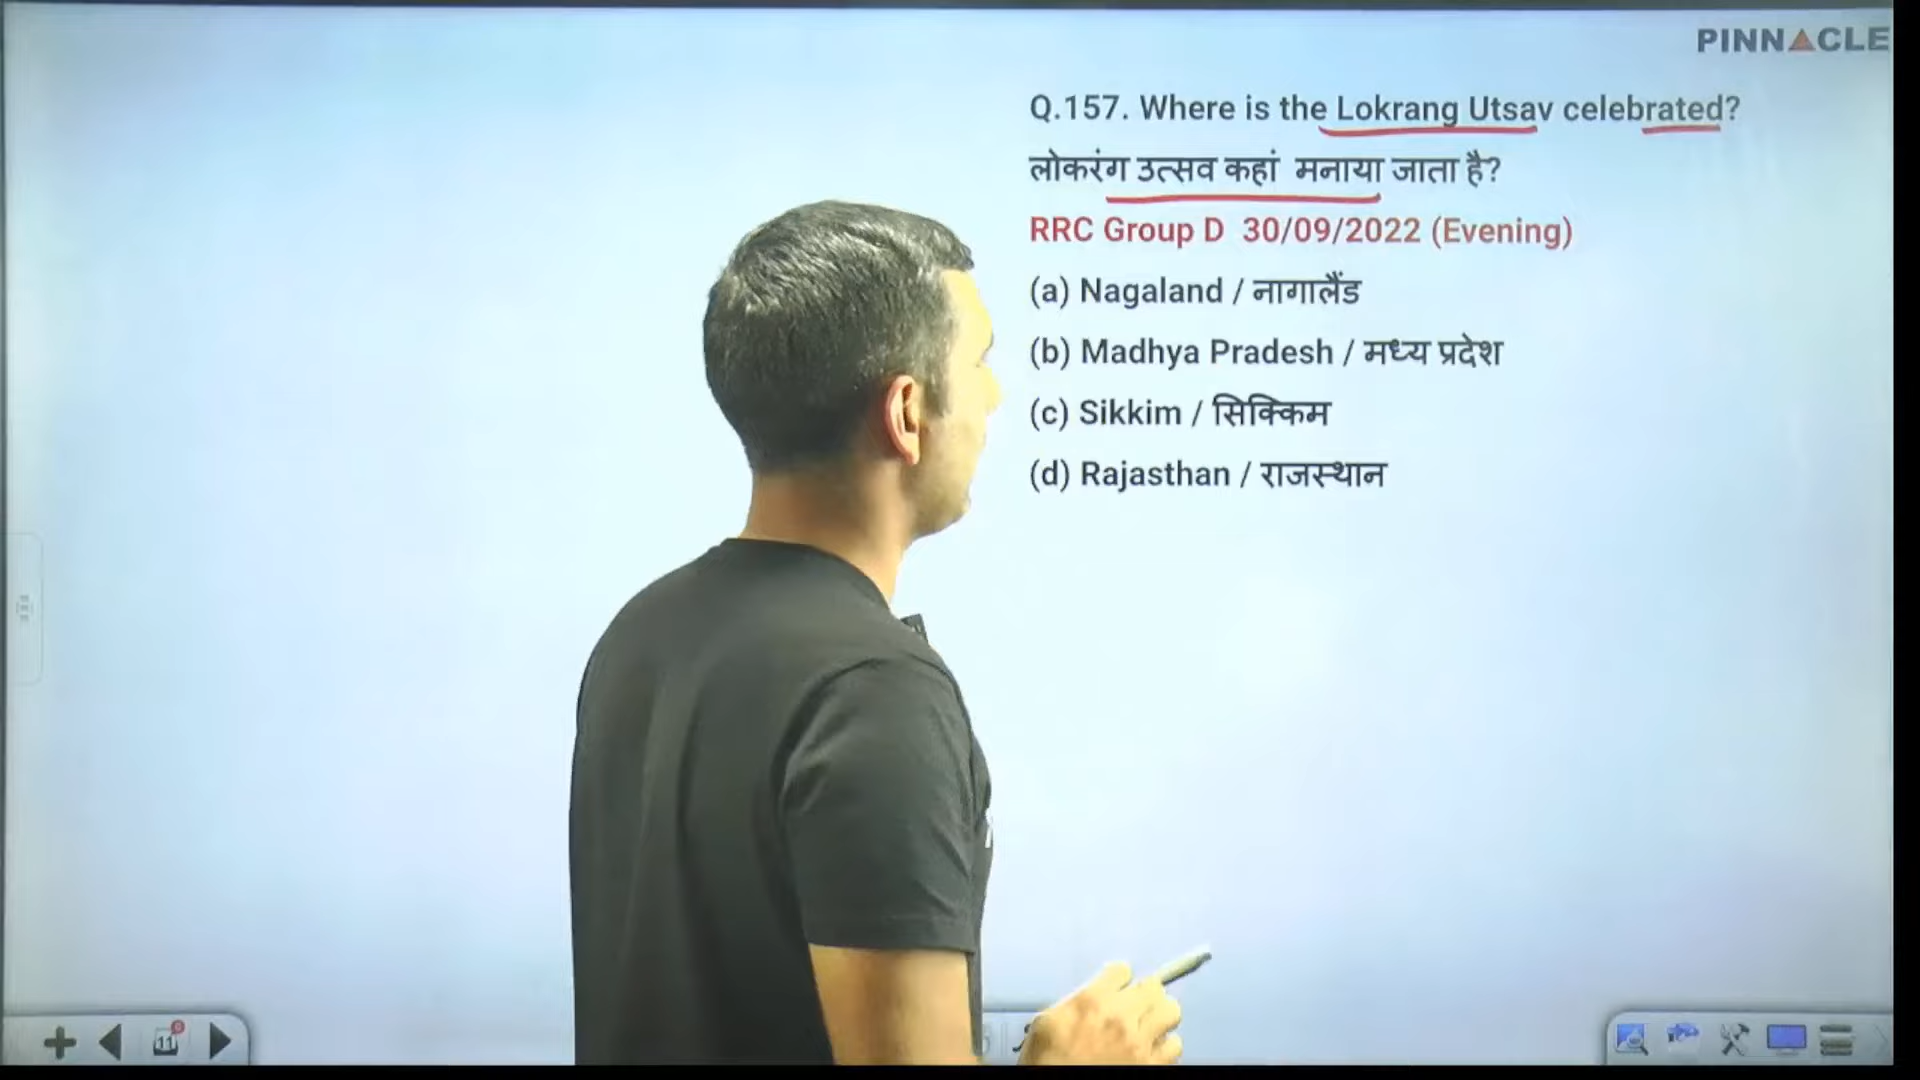 PINNACLE
Q.157. Where is the Lokrang Utsav celebrated?
लोकरंग उत्सव कहां मनाया जाता है?
RRC Group D 30/09/2022 (Evening)
(a) Nagaland / नागालैंड
(b) Madhya Pradesh / मध्य प्रदेश
(c) Sikkim / सिक्किम
(d) Rajasthan / राजस्थान
11